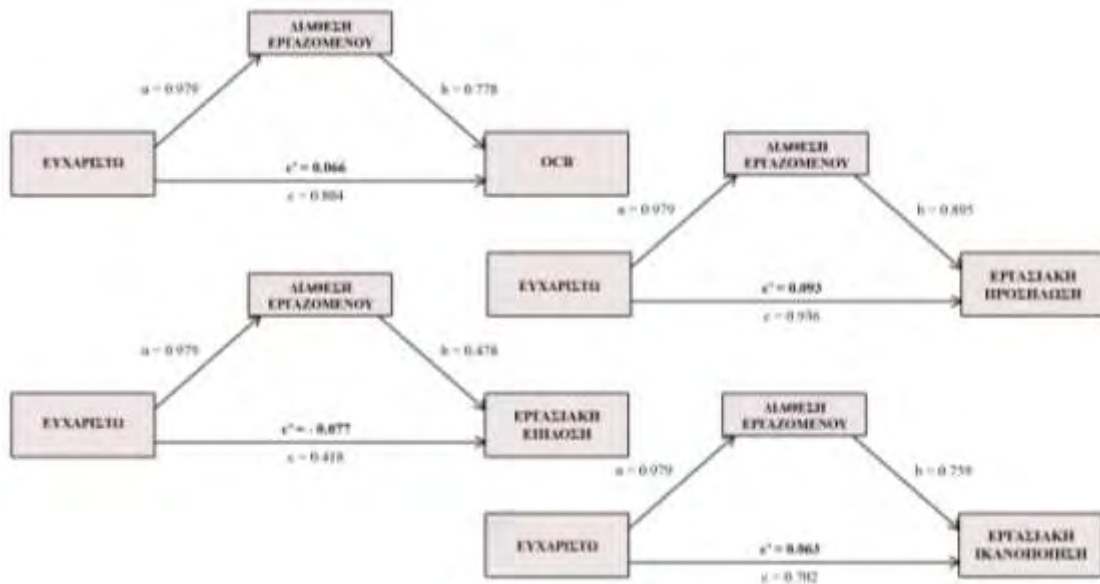 ΔΙΑΘΕΣΗ
ΕΡΓΑΖΟΜΕΝΟΥ
a = 0.979
b = 0.778
ΕΥΧΑΡΙΣΤΩ
c' = 0.066
c = 0.804
OCB
ΔΙΑΘΕΣΗ
ΕΡΓΑΖΟΜΕΝΟΥ
a = 0.979
b = 0.895
ΕΥΧΑΡΙΣΤΩ
c' = 0.093
c = 0.936
ΕΡΓΑΣΙΑΚΗ
ΠΡΟΣΗΛΩΣΗ
ΔΙΑΘΕΣΗ
ΕΡΓΑΖΟΜΕΝΟΥ
a = 0.979
b = 0.478
ΕΥΧΑΡΙΣΤΩ
c' = - 0.077
c = 0.418
ΕΡΓΑΣΙΑΚΗ
ΕΠΙΔΟΣΗ
ΔΙΑΘΕΣΗ
ΕΡΓΑΖΟΜΕΝΟΥ
a = 0.979
b = 0.759
ΕΥΧΑΡΙΣΤΩ
c' = 0.063
c = 0.702
ΕΡΓΑΣΙΑΚΗ
ΙΚΑΝΟΠΟΙΗΣΗ